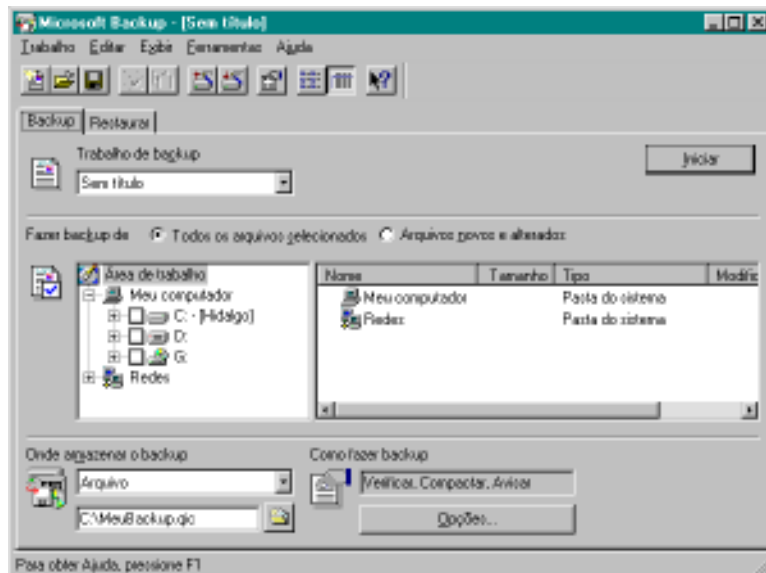 Microsoft Backup - [Sem título]
Trabalho Editar Exibir Ferramentas Ajuda
Backup Restaurar
Trabalho de backup
Iniciar
Sem título
Fazer backup de Todos os arquivos selecionados Arquivos novos e alterados
Área de trabalho
Meu computador
C: - [Hidalgo]
D:
G:
Redes
Nome Tamanho Tipo Modific
Meu computador Pasta do sistema
Redes Pasta do sistema
Onde armazenar o backup
Como fazer backup
Arquivo
Verificar, Compactar, Avisar
C:\MeuBackup.qic
Opções...
Para obter Ajuda, pressione F1